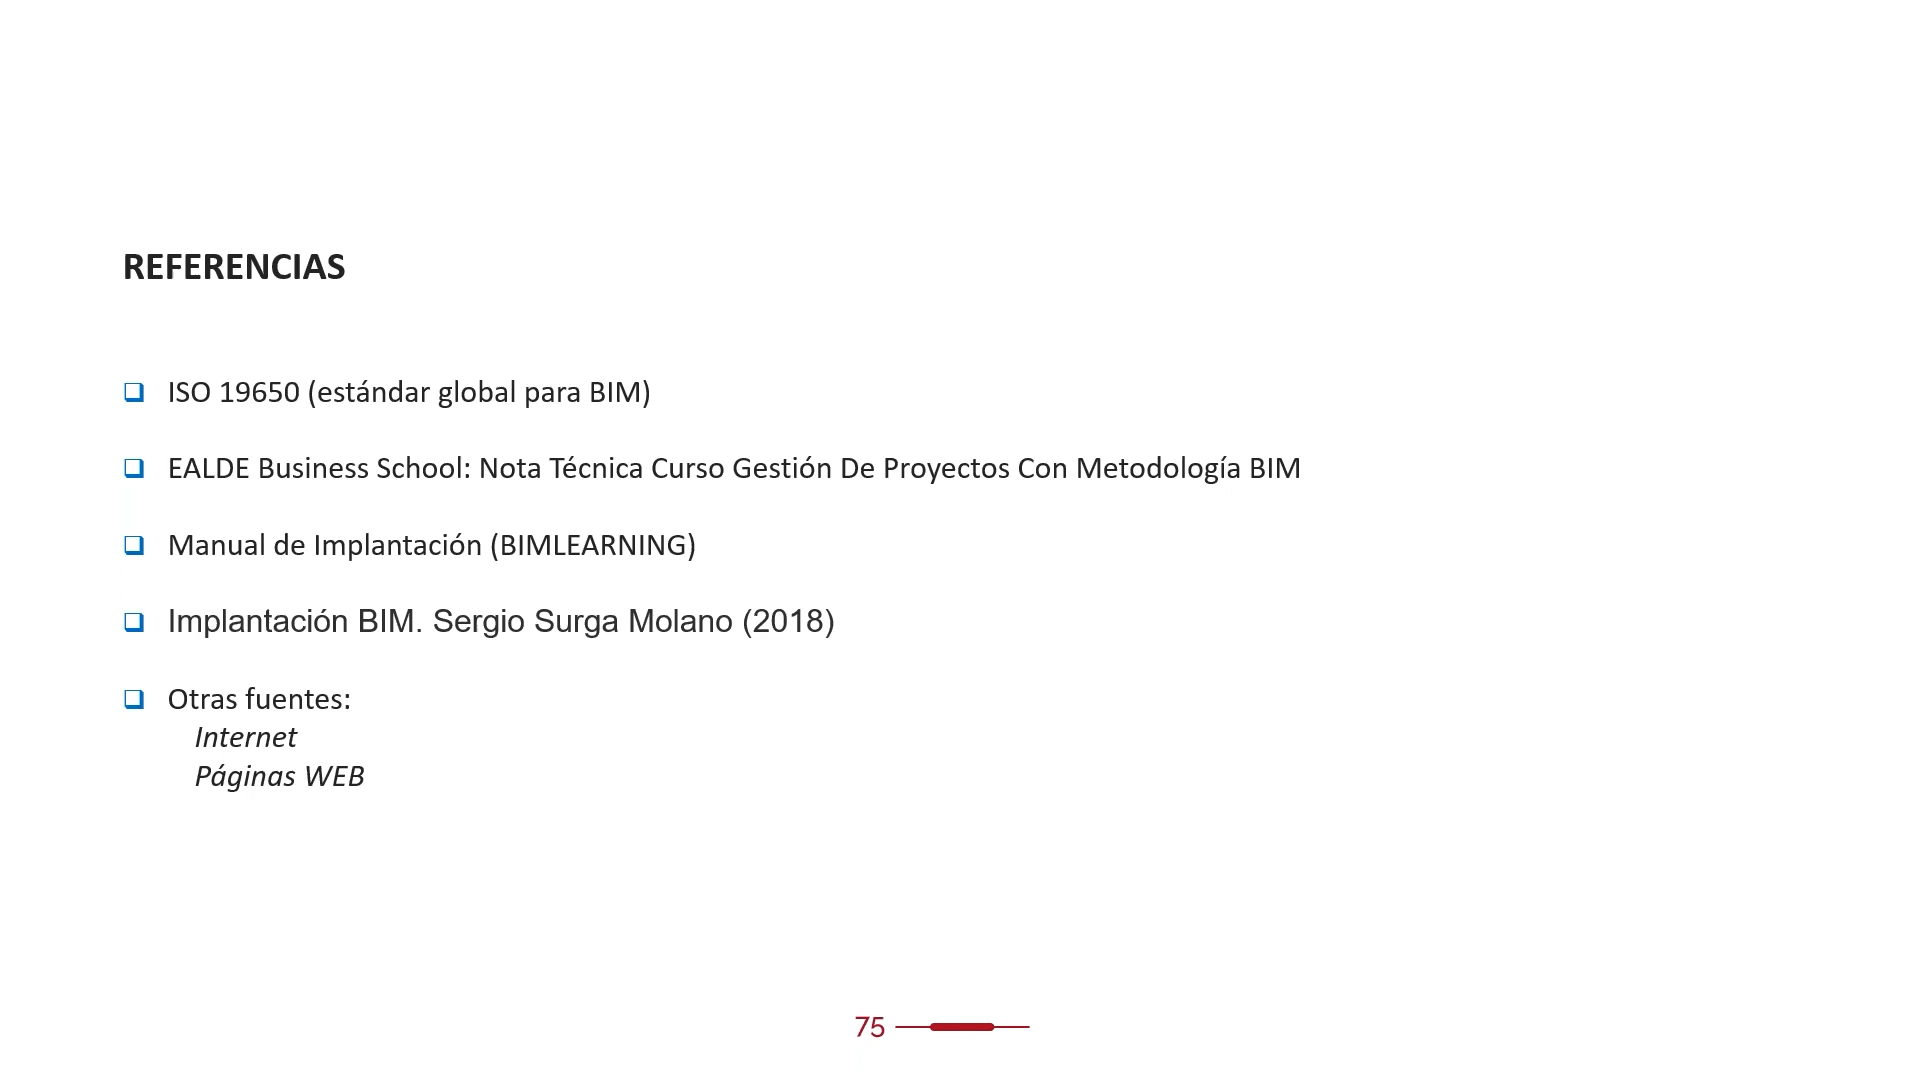 REFERENCIAS
ISO 19650 (estándar global para BIM)
EALDE Business School: Nota Técnica Curso Gestión De Proyectos Con Metodología BIM
Manual de Implantación (BIMLEARNING)
Implantación BIM. Sergio Surga Molano (2018)
Otras fuentes:
Internet
Páginas WEB
75